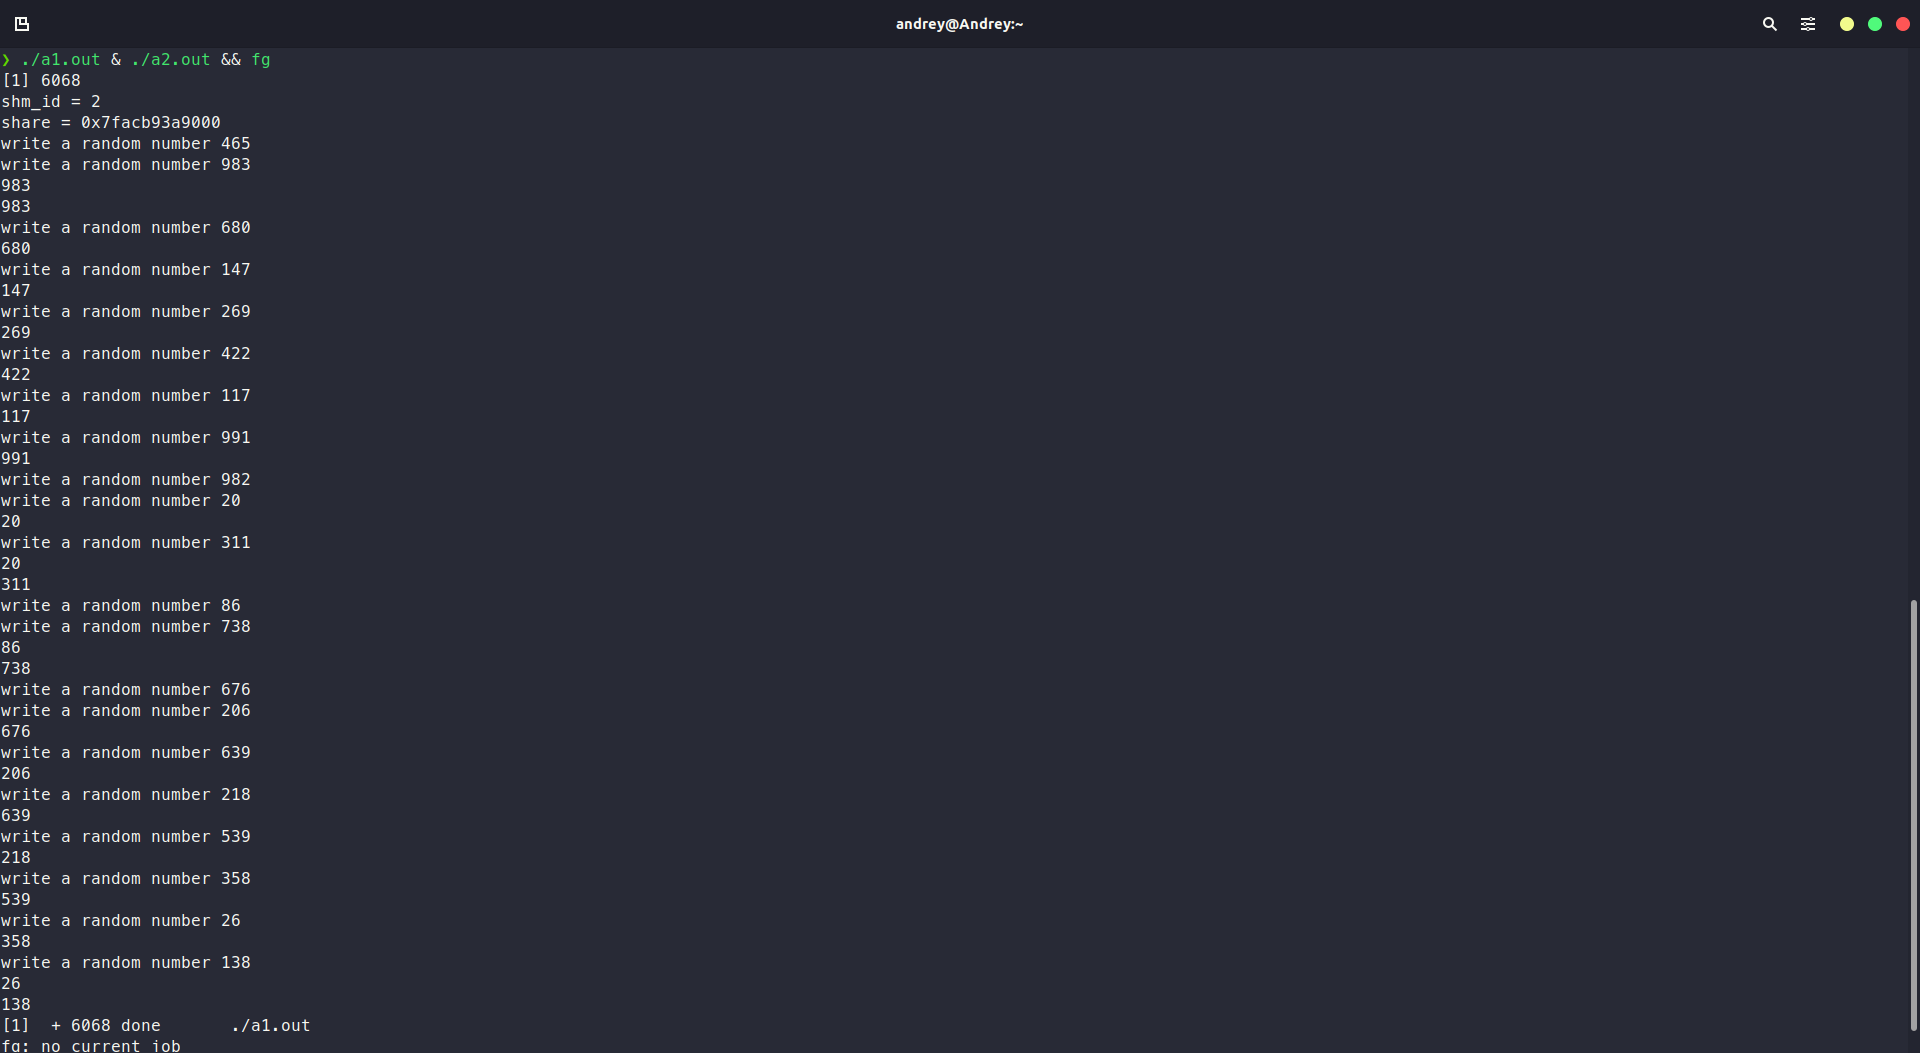 andrey@Andrey:~
❯ ./a1.out & ./a2.out && fg
[1] 6068
shm_id = 2
share = 0x7facb93a9000
write a random number 465
write a random number 983
983
983
write a random number 680
680
write a random number 147
147
write a random number 269
269
write a random number 422
422
write a random number 117
117
write a random number 991
991
write a random number 982
write a random number 20
20
write a random number 311
20
311
write a random number 86
write a random number 738
86
738
write a random number 676
write a random number 206
676
write a random number 639
206
write a random number 218
639
write a random number 539
218
write a random number 358
539
write a random number 26
358
write a random number 138
26
138
[1]  + 6068 done       ./a1.out
fg: no current job